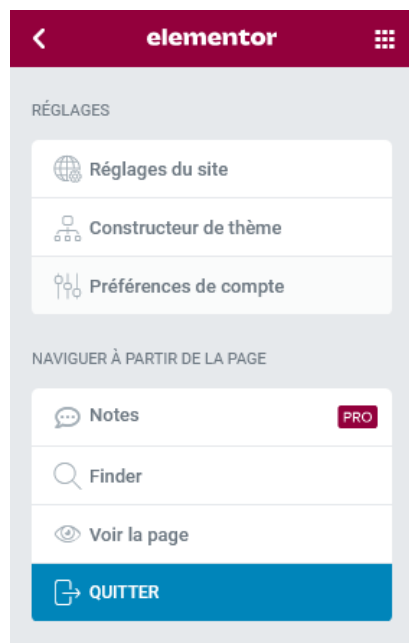 elementor
RÉGLAGES
Réglages du site
Constructeur de thème
Préférences de compte
NAVIGUER À PARTIR DE LA PAGE
Notes PRO
Finder
Voir la page
QUITTER